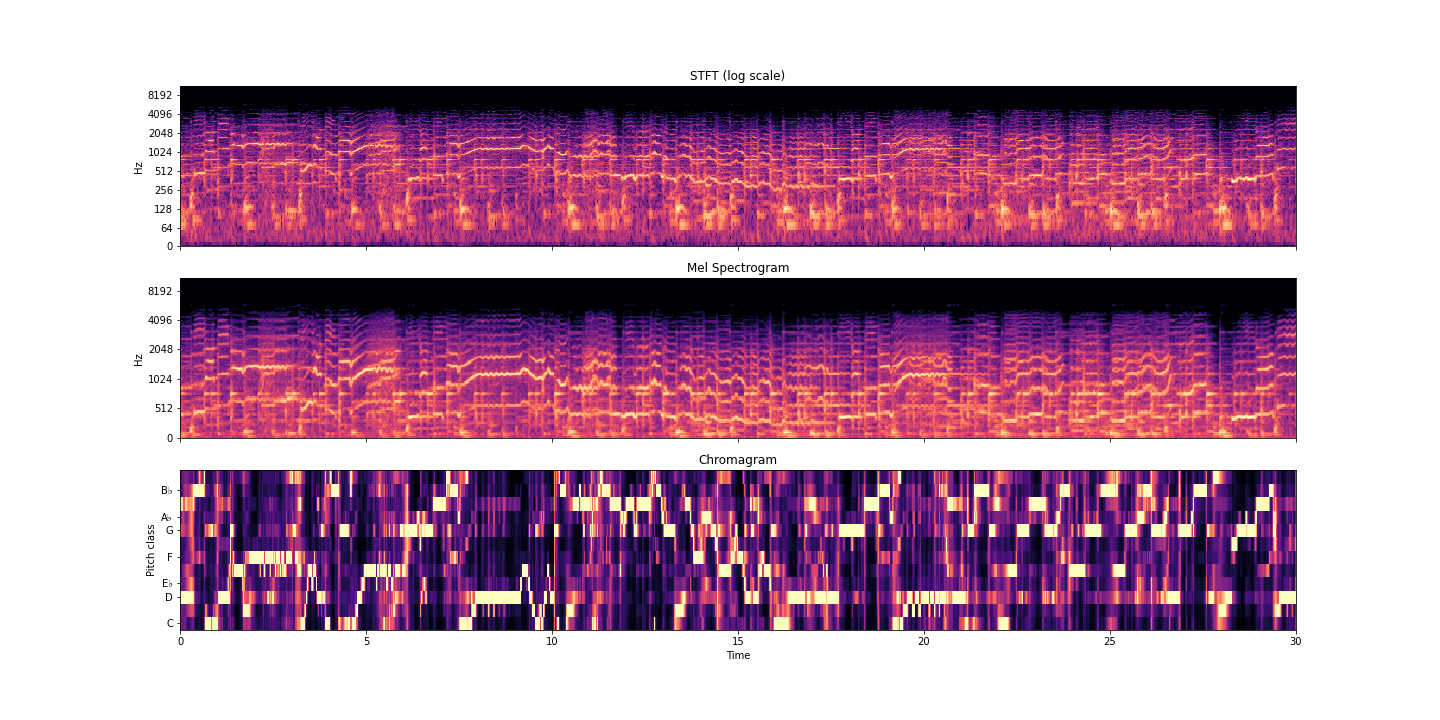 STFT (log scale)
8192
4096
2048
1024
512
256
128
64
0
Hz
Mel Spectrogram
8192
4096
2048
1024
512
0
Hz
Chromagram
B♭
A♭
G
F
E♭
D
C
Pitch class
0 5 10 15 20 25 30
Time